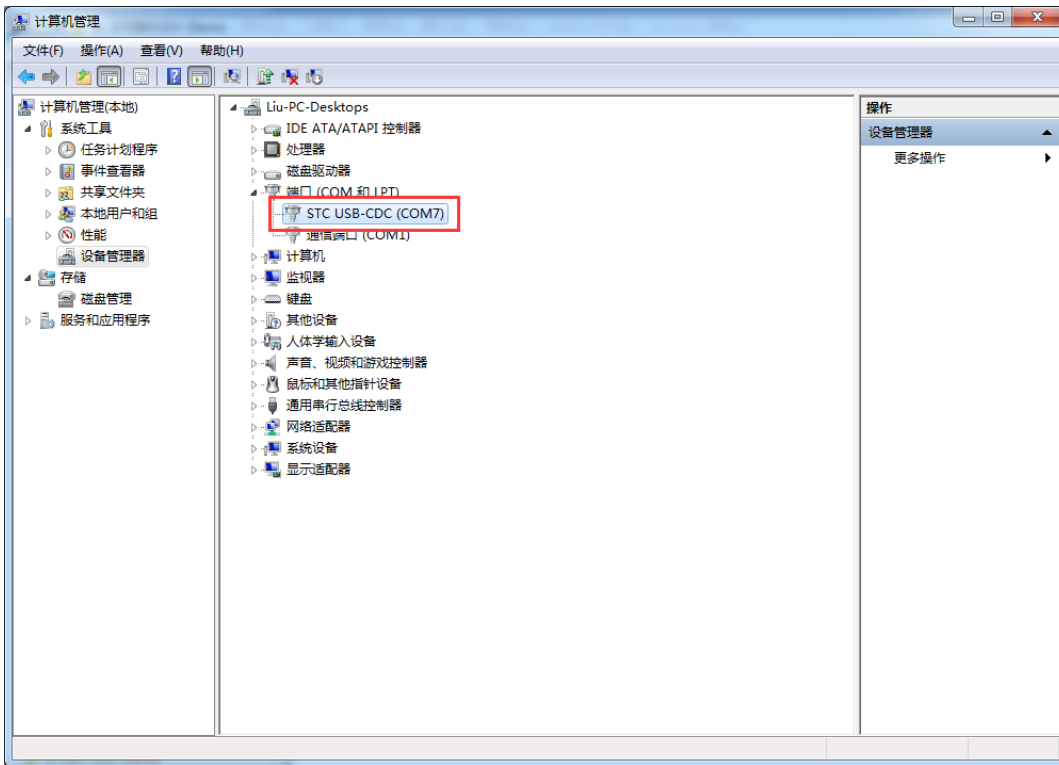 计算机管理
文件(F) 操作(A) 查看(V) 帮助(H)
计算机管理(本地)
系统工具
任务计划程序
事件查看器
共享文件夹
本地用户和组
性能
设备管理器
存储
磁盘管理
服务和应用程序
Liu-PC-Desktops
IDE ATA/ATAPI 控制器
处理器
磁盘驱动器
端口 (COM 和 LPT)
STC USB-CDC (COM7)
通信端口 (COM1)
计算机
监视器
键盘
其他设备
人体学输入设备
声音、视频和游戏控制器
鼠标和其他指针设备
通用串行总线控制器
网络适配器
系统设备
显示适配器
操作
设备管理器
更多操作